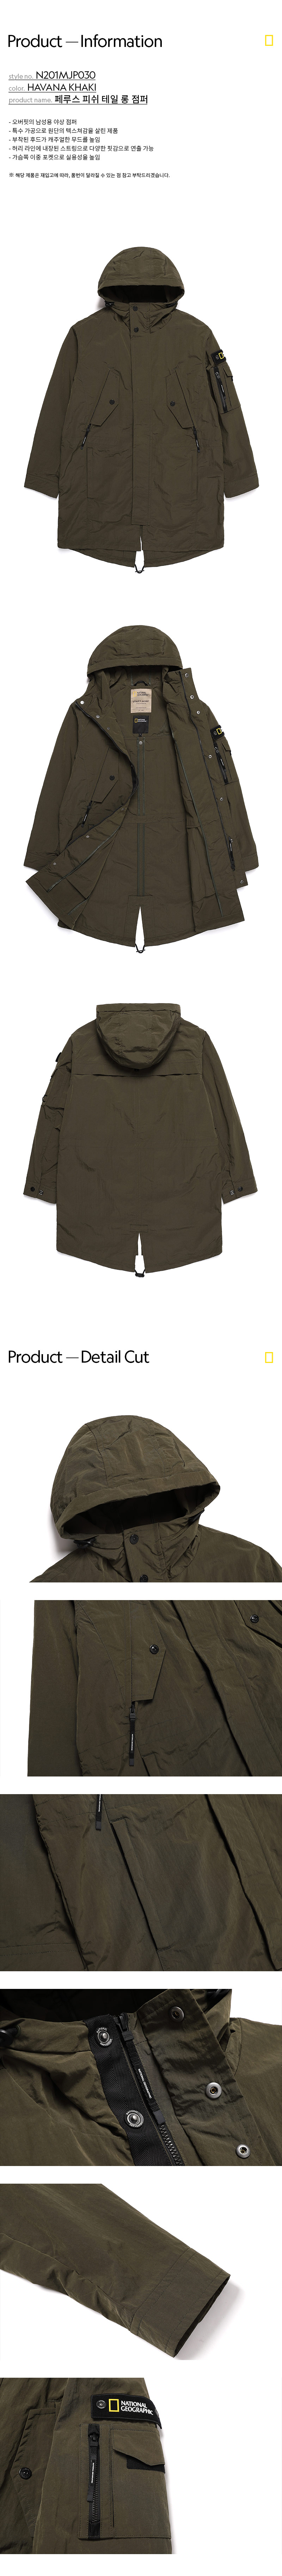 Product — Information
style no. N201MJP030
color. HAVANA KHAKI
product name. 페루스 피쉬 테일 롱 점퍼
- 오버핏의 남성용 야상 점퍼
- 특수 가공으로 원단의 텍스쳐감을 살린 제품
- 부착된 후드가 캐주얼한 무드를 높임
- 허리 라인에 내장된 스트링으로 다양한 핏감으로 연출 가능
- 가슴쪽 이중 포켓으로 실용성을 높임
※ 해당 제품은 재입고에 따라, 품번이 달라질 수 있는 점 참고 부탁드리겠습니다.
NATIONAL
GEOGRAPHIC
Product — Detail Cut
NATIONAL
GEOGRAPHIC